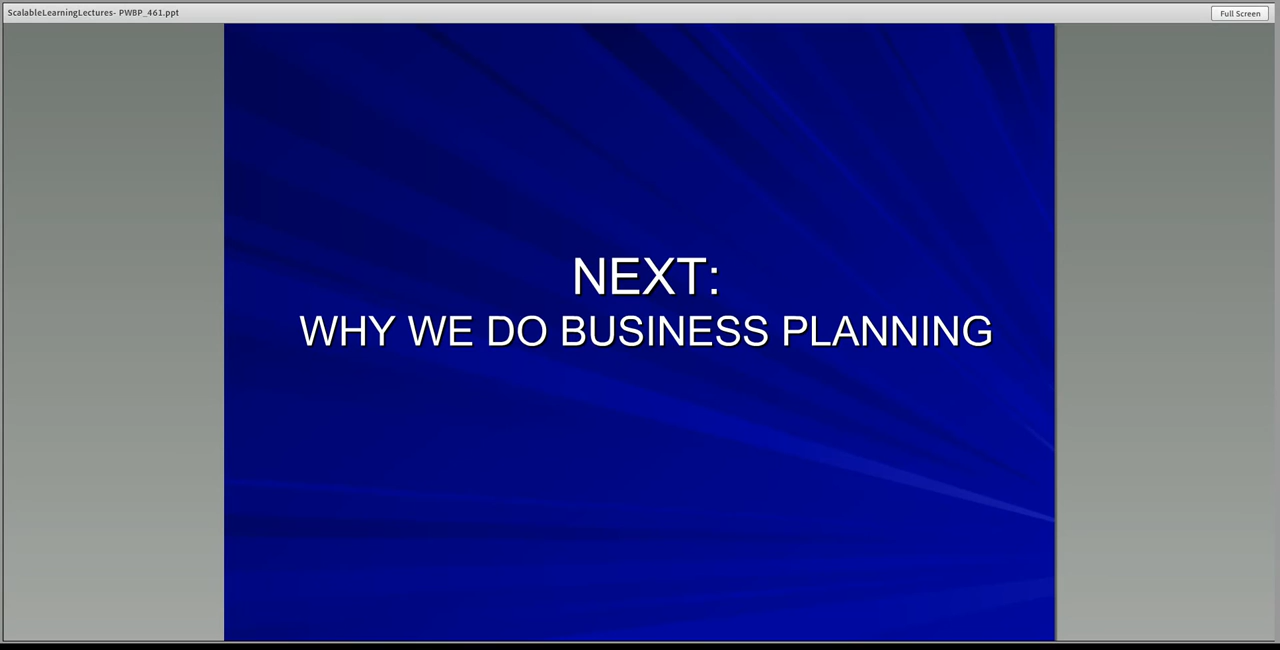 ScalableLearningLectures- PWBP_461.ppt
Full Screen
NEXT:
WHY WE DO BUSINESS PLANNING